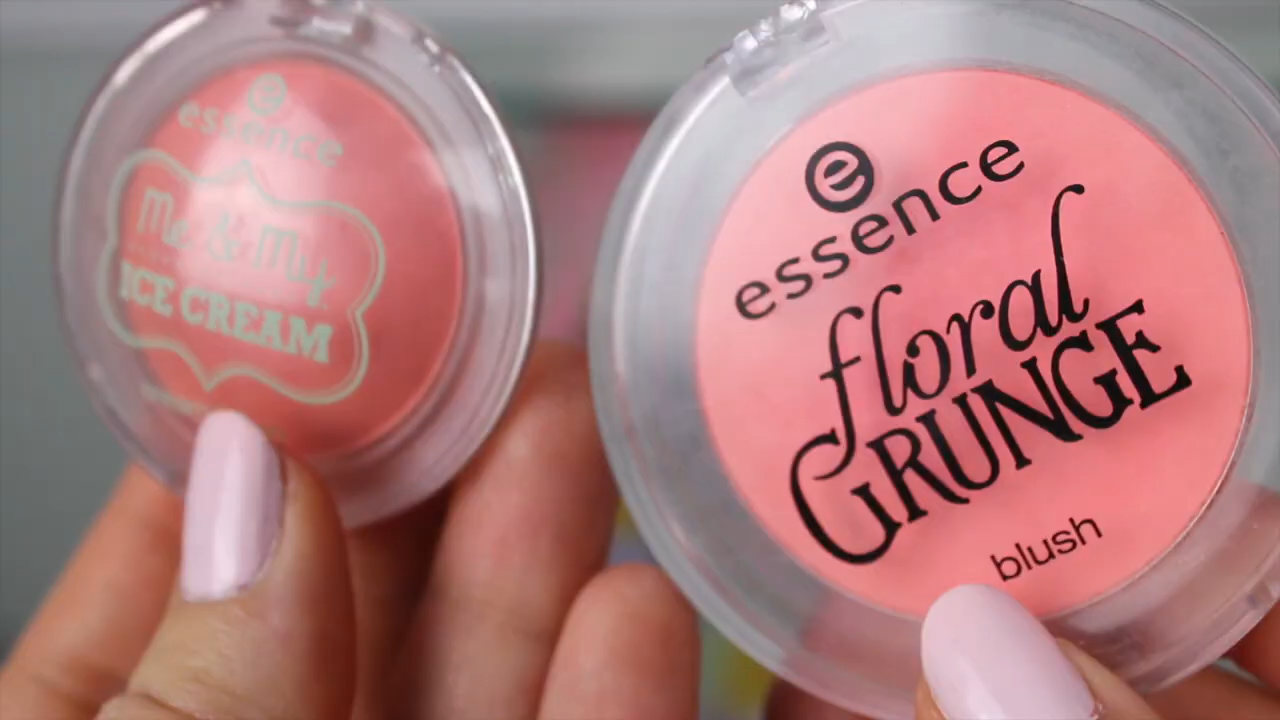 e
essence
Me & My
ICE CREAM
e
essence
floral
GRUNGE
blush